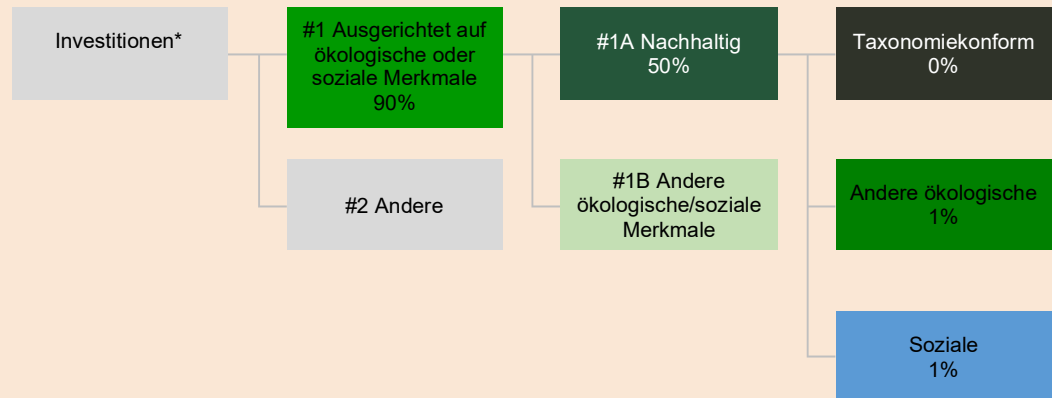 Investitionen*
#1 Ausgerichtet auf
ökologische oder
soziale Merkmale
90%
#1A Nachhaltig
50%
Taxonomiekonform
0%
#2 Andere
#1B Andere
ökologische/soziale
Merkmale
Andere ökologische
1%
Soziale
1%